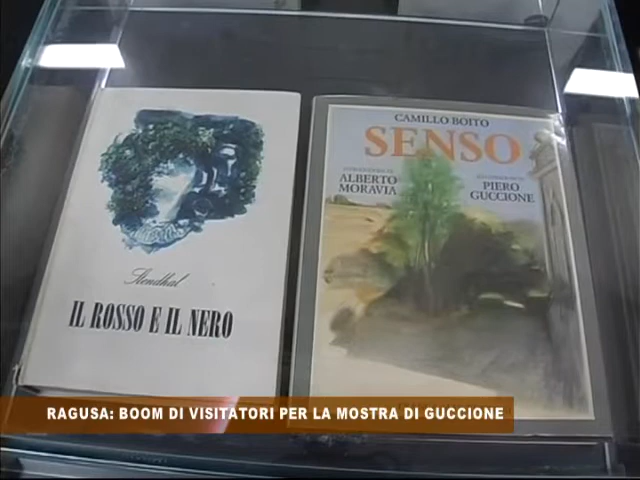 Stendhal
IL ROSSO E IL NERO
CAMILLO BOITO
SENSO
ALBERTO
MORAVIA
PIERO
GUCCIONE
RAGUSA: BOOM DI VISITATORI PER LA MOSTRA DI GUCCIONE